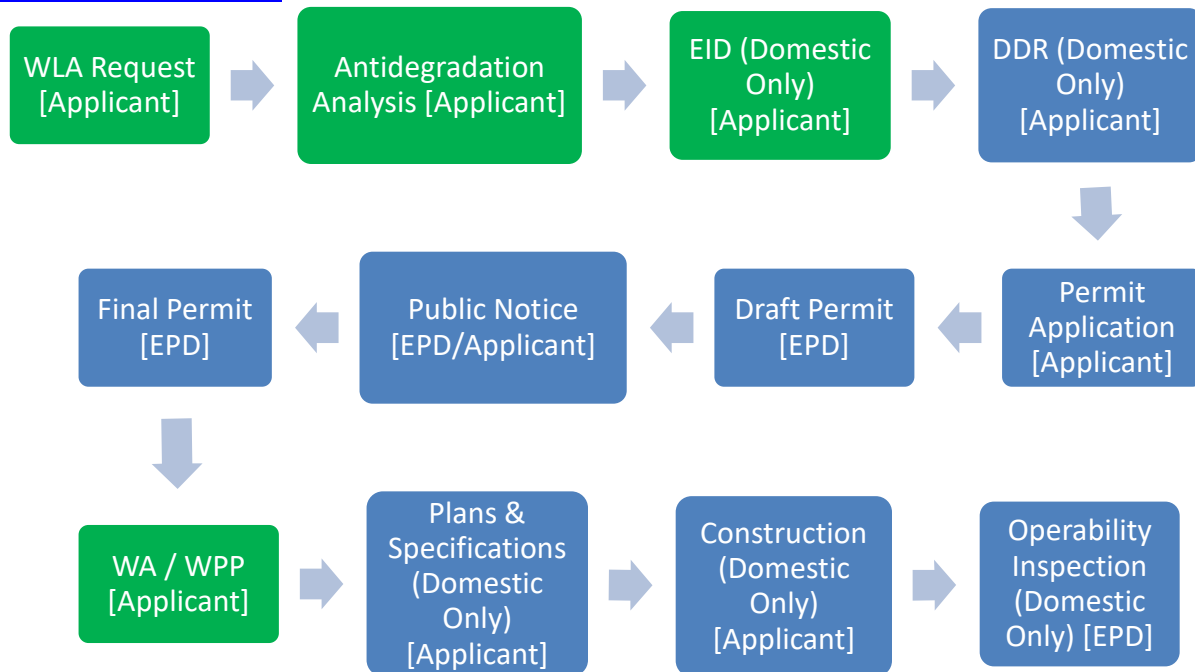 WLA Request
[Applicant]
Antidegradation
Analysis [Applicant]
EID (Domestic
Only)
[Applicant]
DDR (Domestic
Only)
[Applicant]
Permit
Application
[Applicant]
Draft Permit
[EPD]
Public Notice
[EPD/Applicant]
Final Permit
[EPD]
WA / WPP
[Applicant]
Plans &
Specifications
(Domestic
Only)
[Applicant]
Construction
(Domestic
Only)
[Applicant]
Operability
Inspection
(Domestic
Only) [EPD]